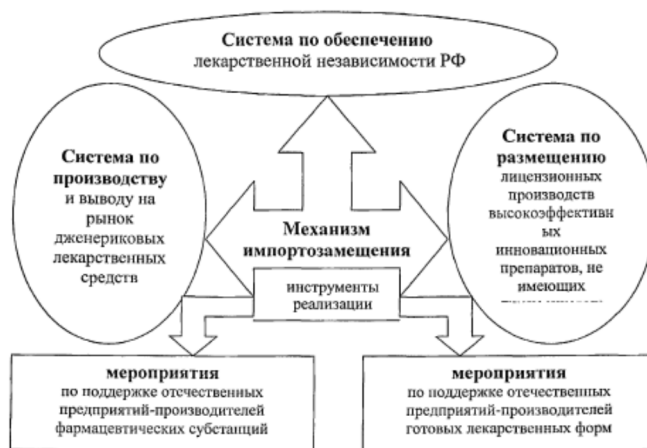 Система по обеспечению
лекарственной независимости РФ
Система по
производству
и выводу на
рынок
дженериковых
лекарственных
средств
Система по
размещению
лицензионных
производств
высокоэффективн
ых
инновационных
препаратов, не
имеющих
Механизм
импортозамещения
инструменты
реализации
мероприятия
по поддержке отечественных
предприятий-производителей
фармацевтических субстанций
мероприятия
по поддержке отечественных
предприятий-производителей
готовых лекарственных форм